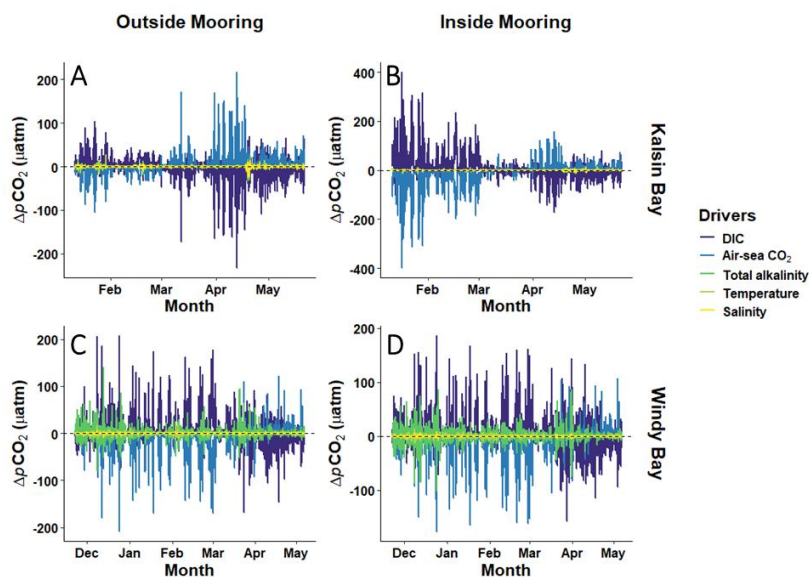 Outside Mooring
Inside Mooring
A
ΔpCO₂ (μatm)
200
100
0
-100
-200
Feb Mar Apr May
Month
B
ΔpCO₂ (μatm)
400
200
0
-200
-400
Feb Mar Apr May
Month
Kalsin Bay
C
ΔpCO₂ (μatm)
200
100
0
-100
-200
Dec Jan Feb Mar Apr May
Month
D
ΔpCO₂ (μatm)
200
100
0
-100
Dec Jan Feb Mar Apr May
Month
Windy Bay
Drivers
DIC
Air-sea CO₂
Total alkalinity
Temperature
Salinity